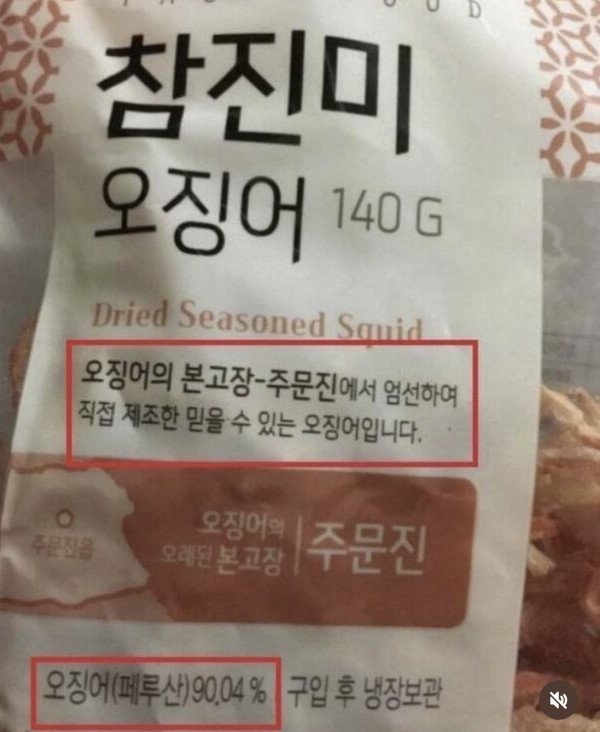 참진미
오징어 140 G
Dried Seasoned Squid
오징어의 본고장-주문진에서 엄선하여
직접 제조한 믿을 수 있는 오징어입니다.
주문진읍
오징어의
오래된 본고장
주문진
오징어(페루산)90.04 % 구입 후 냉장보관